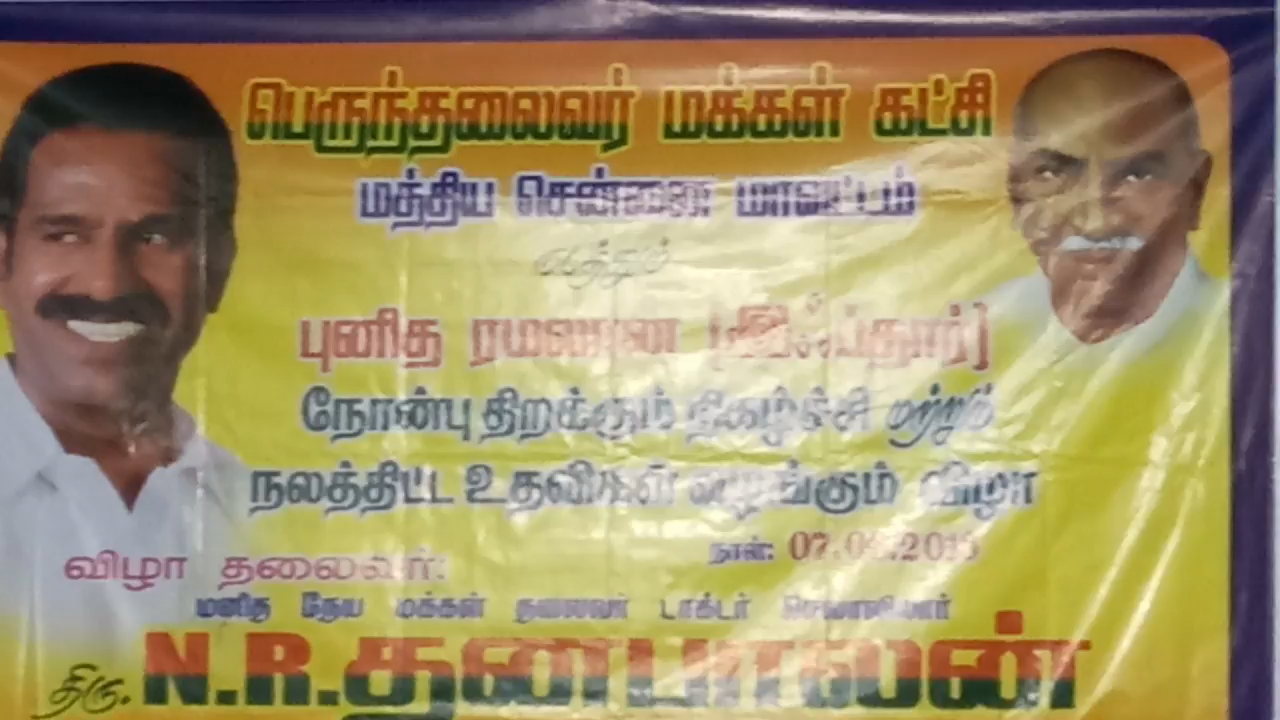 பெருந்தலைவர் மக்கள் கட்சி
மத்திய சென்னை மாவட்டம்
நடத்தும்
புனித ரமலான் (இஃப்தார்)
நோன்பு திறக்கும் நிகழ்ச்சி மற்றும்
நலத்திட்ட உதவிகள் வழங்கும் விழா
நாள்:
விழா தலைவர்:
மனித நேய மக்கள் தலைவர் டாக்டர்
திரு. N.R.தனபாலன்